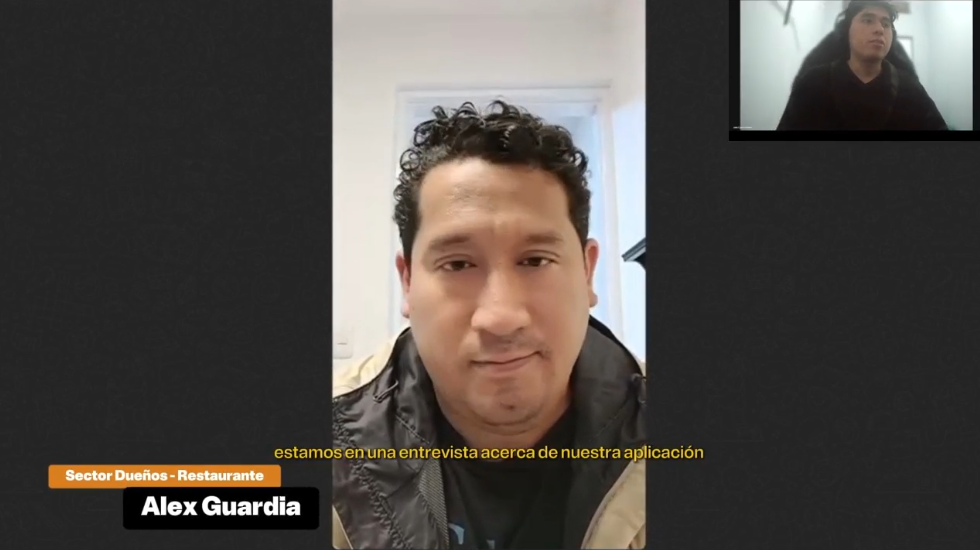 estamos en una entrevista acerca de nuestra aplicación
Sector Dueños - Restaurante
Alex Guardia